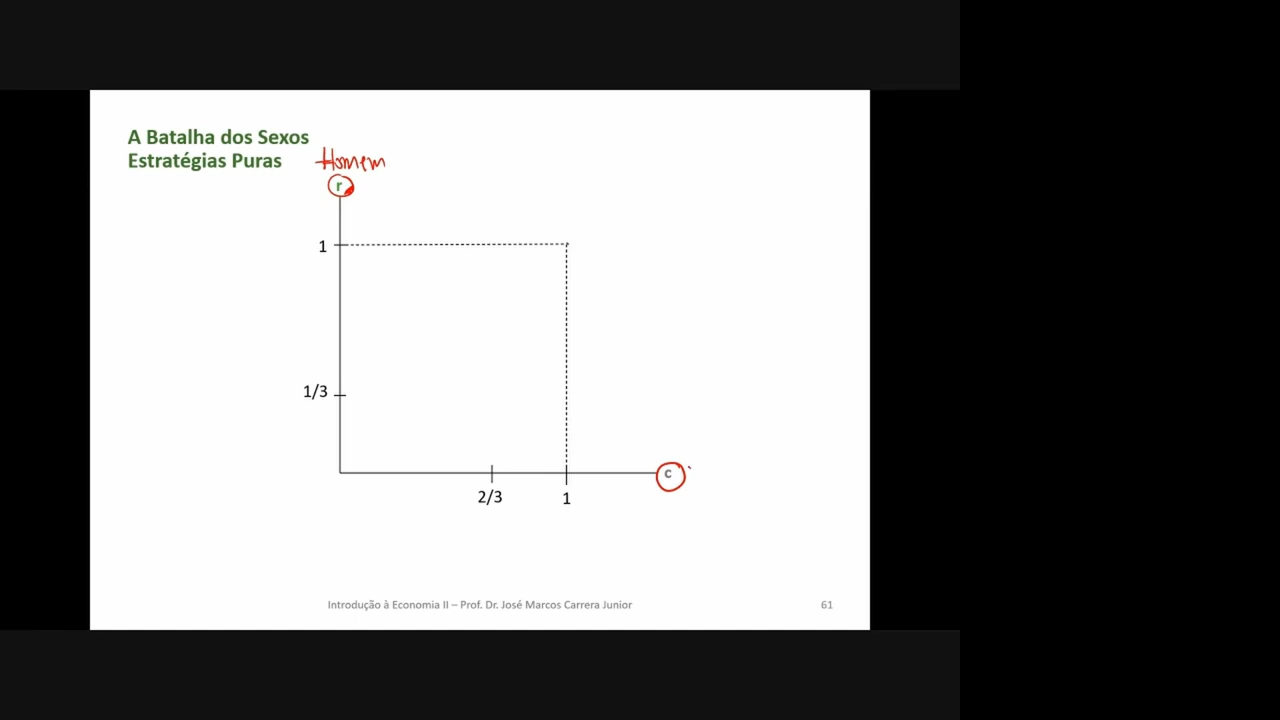 A Batalha dos Sexos
Estratégias Puras
Homem
r
1
1/3
c
2/3
1
Introdução à Economia II – Prof. Dr. José Marcos Carrera Junior
61